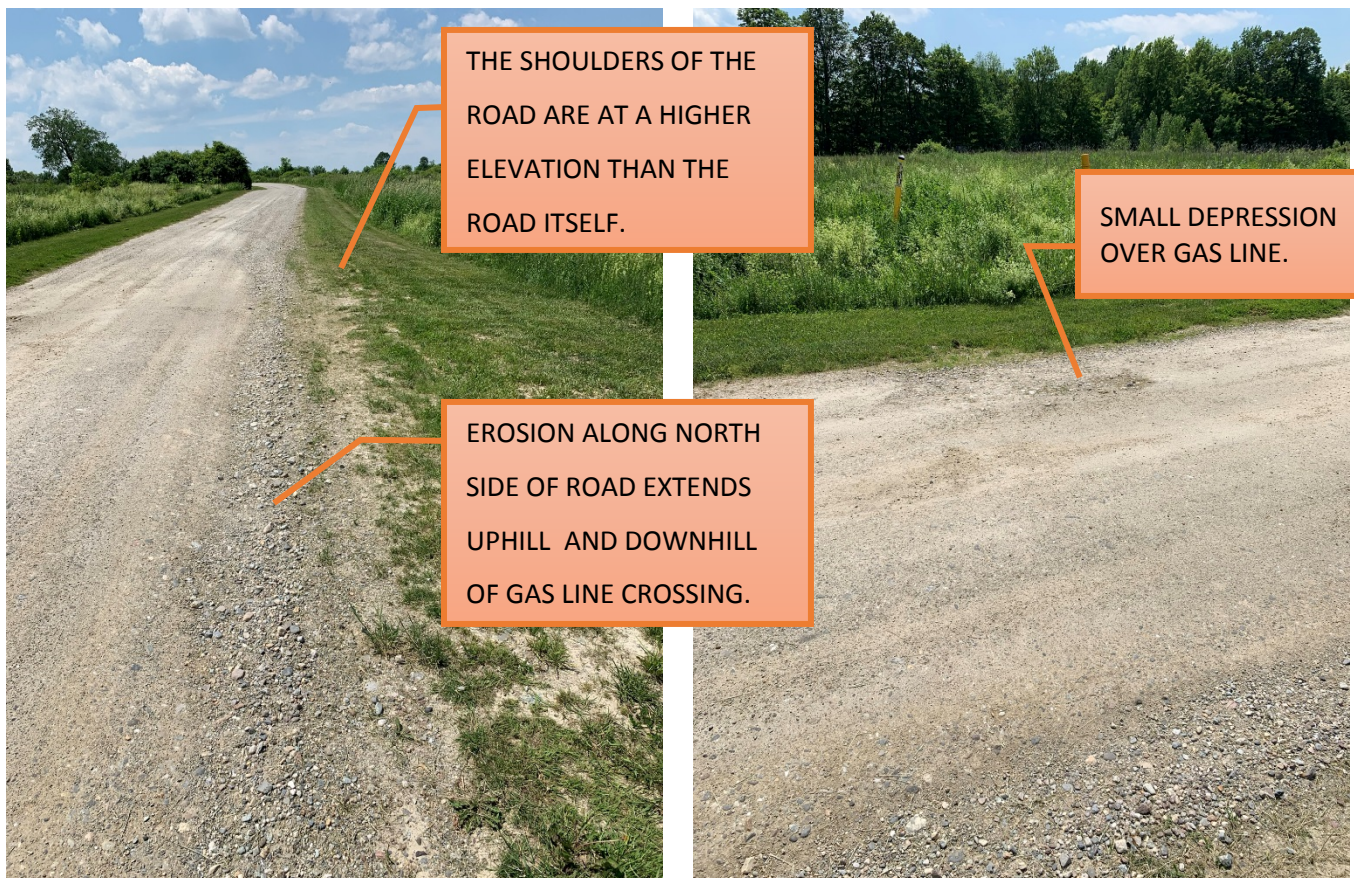 THE SHOULDERS OF THE
ROAD ARE AT A HIGHER
ELEVATION THAN THE
ROAD ITSELF.
EROSION ALONG NORTH
SIDE OF ROAD EXTENDS
UPHILL AND DOWNHILL
OF GAS LINE CROSSING.
SMALL DEPRESSION
OVER GAS LINE.